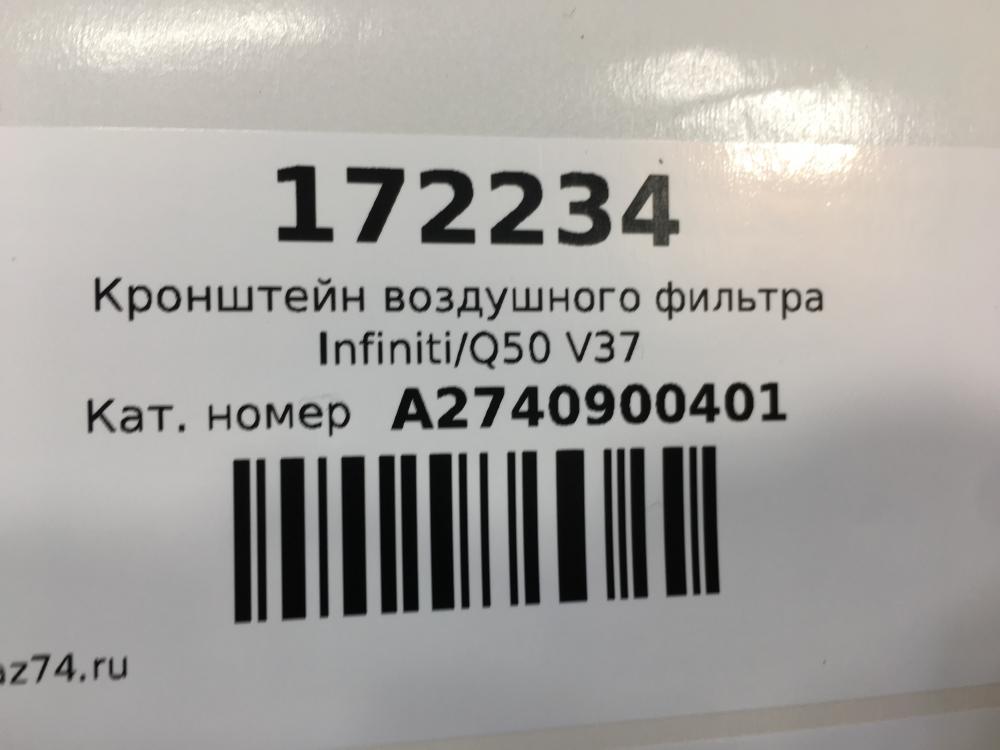 172234
Кронштейн воздушного фильтра
Infiniti/Q50 V37
Кат. номер A2740900401
az74.ru